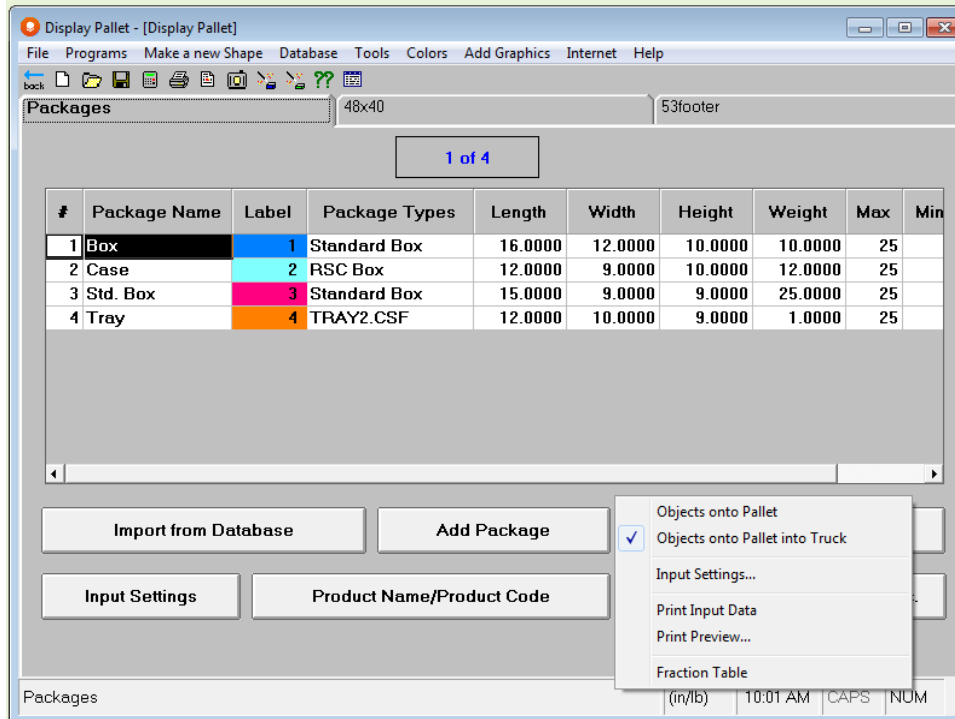 Display Pallet - [Display Pallet]
File Programs Make a new Shape Database Tools Colors Add Graphics Internet Help
back
Packages 48x40 53footer
1 of 4
# Package Name Label Package Types Length Width Height Weight Max Min
1 Box 1 Standard Box 16.0000 12.0000 10.0000 10.0000 25
2 Case 2 RSC Box 12.0000 9.0000 10.0000 12.0000 25
3 Std. Box 3 Standard Box 15.0000 9.0000 9.0000 25.0000 25
4 Tray 4 TRAY2.CSF 12.0000 10.0000 9.0000 1.0000 25
Import from Database Add Package
Input Settings Product Name/Product Code
Objects onto Pallet
✓ Objects onto Pallet into Truck
Input Settings...
Print Input Data
Print Preview...
Fraction Table
Packages (in/lb) 10:01 AM CAPS NUM